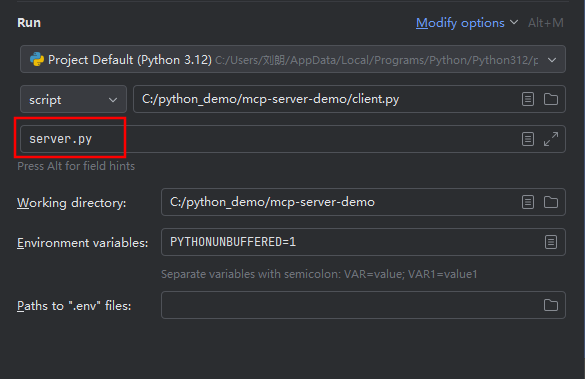 Run
Modify options Alt+M
Project Default (Python 3.12) C:/Users/刘朗/AppData/Local/Programs/Python/Python312/p
script C:/python_demo/mcp-server-demo/client.py
server.py
Press Alt for field hints
Working directory: C:/python_demo/mcp-server-demo
Environment variables: PYTHONUNBUFFERED=1
Separate variables with semicolon: VAR=value; VAR1=value1
Paths to ".env" files: